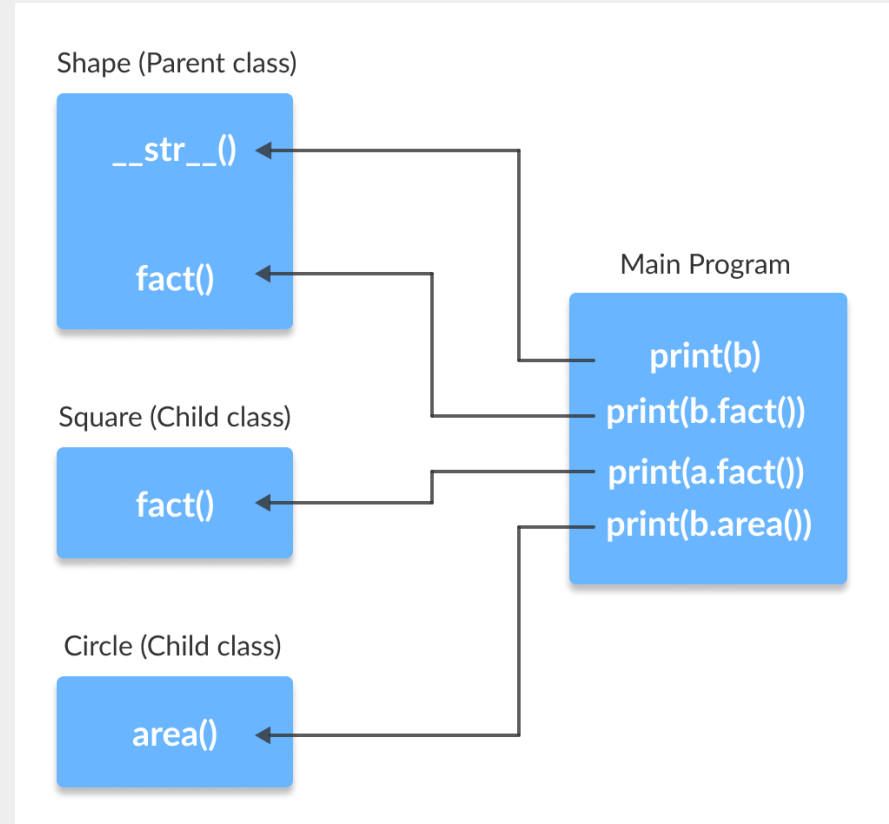 Shape (Parent class)
__str__()
fact()
Square (Child class)
fact()
Circle (Child class)
area()
Main Program
print(b)
print(b.fact())
print(a.fact())
print(b.area())